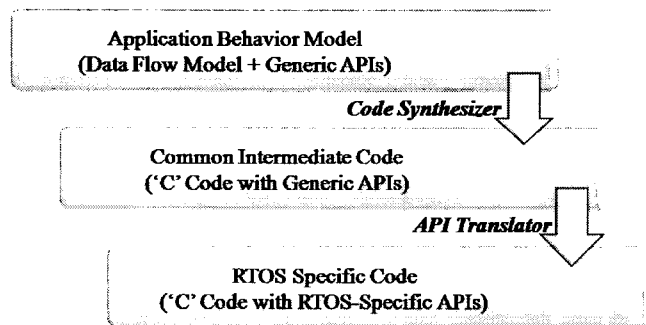 Application Behavior Model
(Data Flow Model + Generic APIs)
Code Synthesizer
Common Intermediate Code
('C' Code with Generic APIs)
API Translator
RTOS Specific Code
('C' Code with RTOS-Specific APIs)